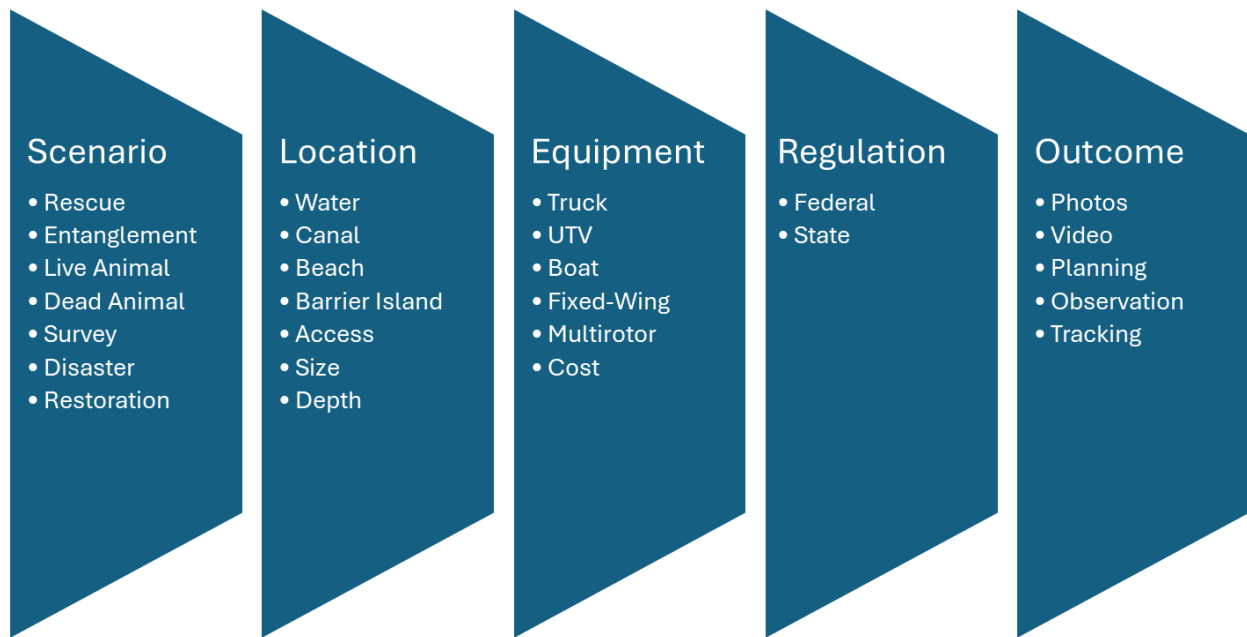 Scenario
• Rescue
• Entanglement
• Live Animal
• Dead Animal
• Survey
• Disaster
• Restoration
Location
• Water
• Canal
• Beach
• Barrier Island
• Access
• Size
• Depth
Equipment
• Truck
• UTV
• Boat
• Fixed-Wing
• Multirotor
• Cost
Regulation
• Federal
• State
Outcome
• Photos
• Video
• Planning
• Observation
• Tracking